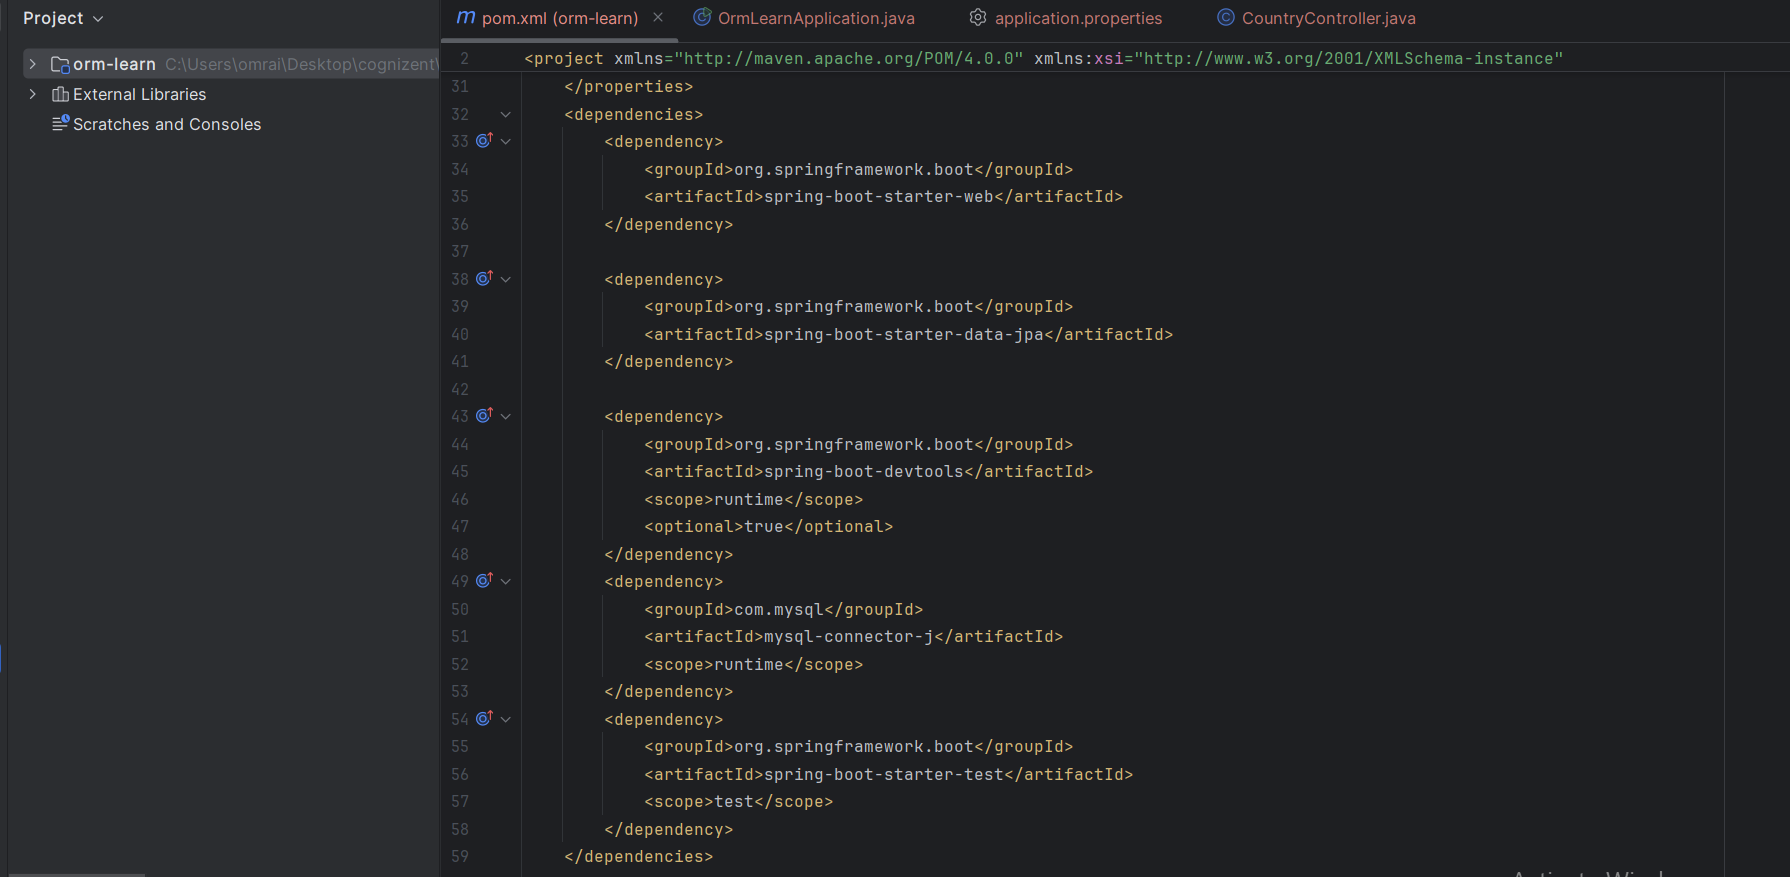 Project
orm-learn C:\Users\omrai\Desktop\cognizent\
External Libraries
Scratches and Consoles
pom.xml (orm-learn)
OrmLearnApplication.java
application.properties
CountryController.java
2 <project xmlns="http://maven.apache.org/POM/4.0.0" xmlns:xsi="http://www.w3.org/2001/XMLSchema-instance"
31 </properties>
32 <dependencies>
33 <dependency>
34 <groupId>org.springframework.boot</groupId>
35 <artifactId>spring-boot-starter-web</artifactId>
36 </dependency>
37
38 <dependency>
39 <groupId>org.springframework.boot</groupId>
40 <artifactId>spring-boot-starter-data-jpa</artifactId>
41 </dependency>
42
43 <dependency>
44 <groupId>org.springframework.boot</groupId>
45 <artifactId>spring-boot-devtools</artifactId>
46 <scope>runtime</scope>
47 <optional>true</optional>
48 </dependency>
49 <dependency>
50 <groupId>com.mysql</groupId>
51 <artifactId>mysql-connector-j</artifactId>
52 <scope>runtime</scope>
53 </dependency>
54 <dependency>
55 <groupId>org.springframework.boot</groupId>
56 <artifactId>spring-boot-starter-test</artifactId>
57 <scope>test</scope>
58 </dependency>
59 </dependencies>